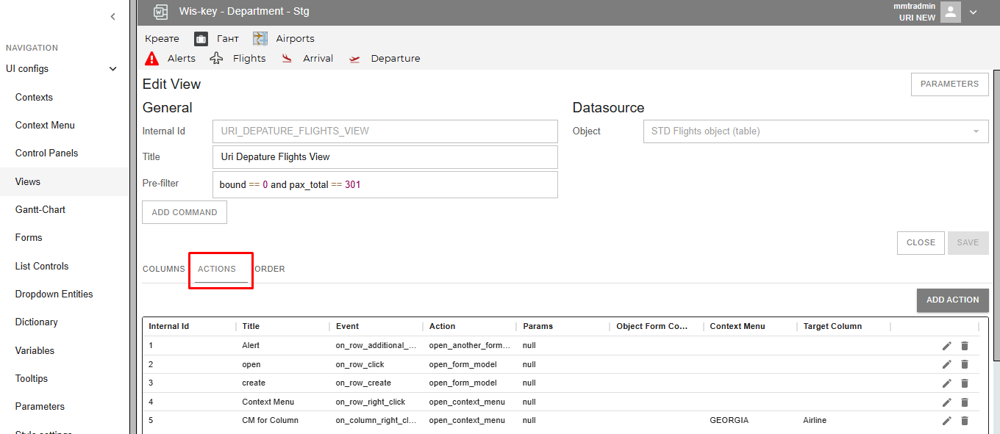 Wis-key - Department - Stg
mmtradmin
URI NEW
NAVIGATION
UI configs
Contexts
Context Menu
Control Panels
Views
Gantt-Chart
Forms
List Controls
Dropdown Entities
Dictionary
Variables
Tooltips
Parameters
Style settings
Креате Гант Airports
Alerts Flights Arrival Departure
Edit View
PARAMETERS
General
Datasource
Internal Id URI_DEPATURE_FLIGHTS_VIEW
Object STD Flights object (table)
Title Uri Depature Flights View
Pre-filter bound == 0 and pax_total == 301
ADD COMMAND
CLOSE SAVE
COLUMNS ACTIONS ORDER
ADD ACTION
Internal Id Title Event Action Params Object Form Co... Context Menu Target Column
1 Alert on_row_additional_... open_another_form... null
2 open on_row_click open_form_model null
3 create on_row_create open_form_model null
4 Context Menu on_row_right_click open_context_menu null
5 CM for Column on_column_right_cl... open_context_menu null GEORGIA Airline